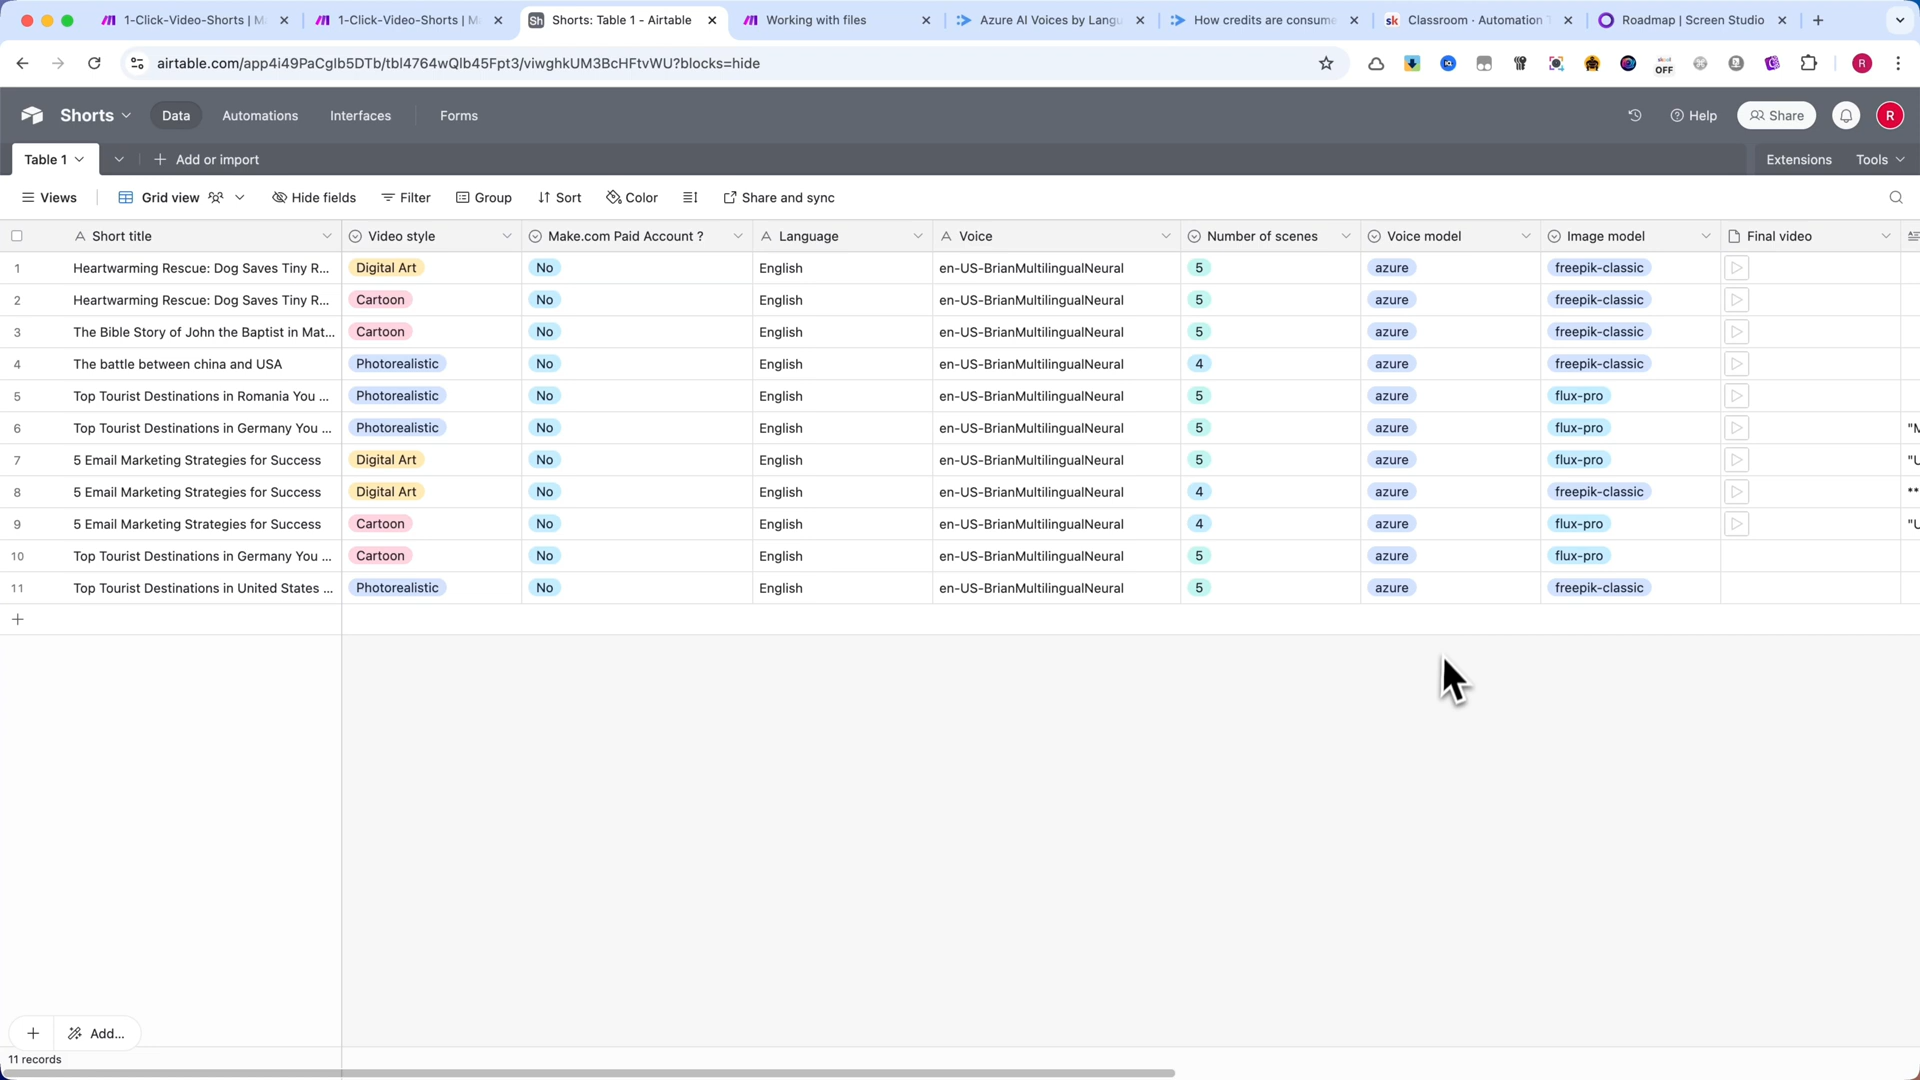 1-Click-Video-Shorts | Ma
1-Click-Video-Shorts | Ma
Sh
Shorts: Table 1 - Airtable
Working with files
Azure AI Voices by Langu
How credits are consume
sk
Classroom · Automation T
Roadmap | Screen Studio
airtable.com/app4i49PaCgIb5DTb/tbl4764wQlb45Fpt3/viwghkUM3BcHFtvWU?blocks=hide
OFF
R
Shorts
Data
Automations
Interfaces
Forms
Help
Share
R
Table 1
Add or import
Extensions
Tools
Views
Grid view
Hide fields
Filter
Group
Sort
Color
Share and sync
Short title
Video style
Make.com Paid Account ?
Language
Voice
Number of scenes
Voice model
Image model
Final video
1 Heartwarming Rescue: Dog Saves Tiny R... Digital Art No English en-US-BrianMultilingualNeural 5 azure freepik-classic
2 Heartwarming Rescue: Dog Saves Tiny R... Cartoon No English en-US-BrianMultilingualNeural 5 azure freepik-classic
3 The Bible Story of John the Baptist in Mat... Cartoon No English en-US-BrianMultilingualNeural 5 azure freepik-classic
4 The battle between china and USA Photorealistic No English en-US-BrianMultilingualNeural 4 azure freepik-classic
5 Top Tourist Destinations in Romania You ... Photorealistic No English en-US-BrianMultilingualNeural 5 azure flux-pro
6 Top Tourist Destinations in Germany You ... Photorealistic No English en-US-BrianMultilingualNeural 5 azure flux-pro "M
7 5 Email Marketing Strategies for Success Digital Art No English en-US-BrianMultilingualNeural 5 azure flux-pro "U
8 5 Email Marketing Strategies for Success Digital Art No English en-US-BrianMultilingualNeural 4 azure freepik-classic **
9 5 Email Marketing Strategies for Success Cartoon No English en-US-BrianMultilingualNeural 4 azure flux-pro "U
10 Top Tourist Destinations in Germany You ... Cartoon No English en-US-BrianMultilingualNeural 5 azure flux-pro
11 Top Tourist Destinations in United States ... Photorealistic No English en-US-BrianMultilingualNeural 5 azure freepik-classic
Add...
11 records